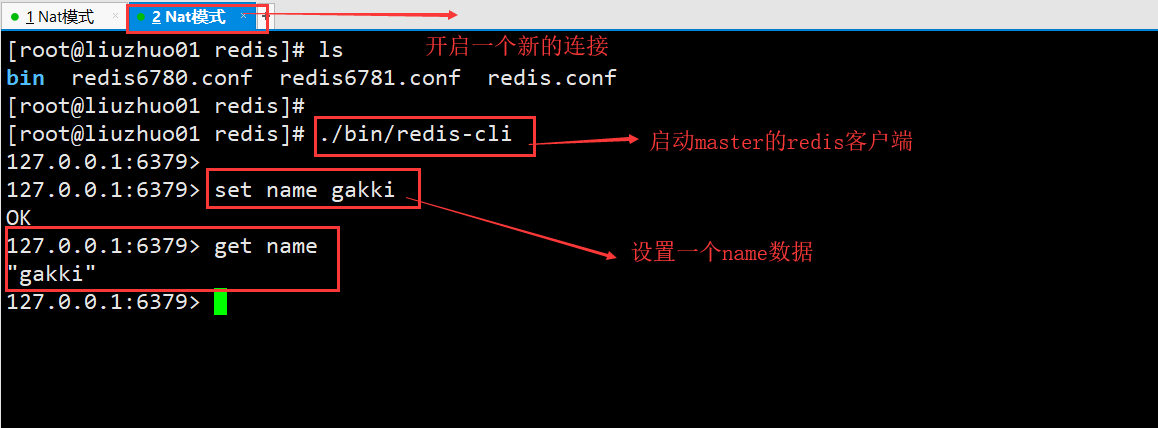 1 Nat模式 × 2 Nat模式 × +
[root@liuzhuo01 redis]# ls
开启一个新的连接
bin redis6780.conf redis6781.conf redis.conf
[root@liuzhuo01 redis]#
[root@liuzhuo01 redis]# ./bin/redis-cli
启动master的redis客户端
127.0.0.1:6379>
127.0.0.1:6379> set name gakki
OK
127.0.0.1:6379> get name
设置一个name数据
"gakki"
127.0.0.1:6379>